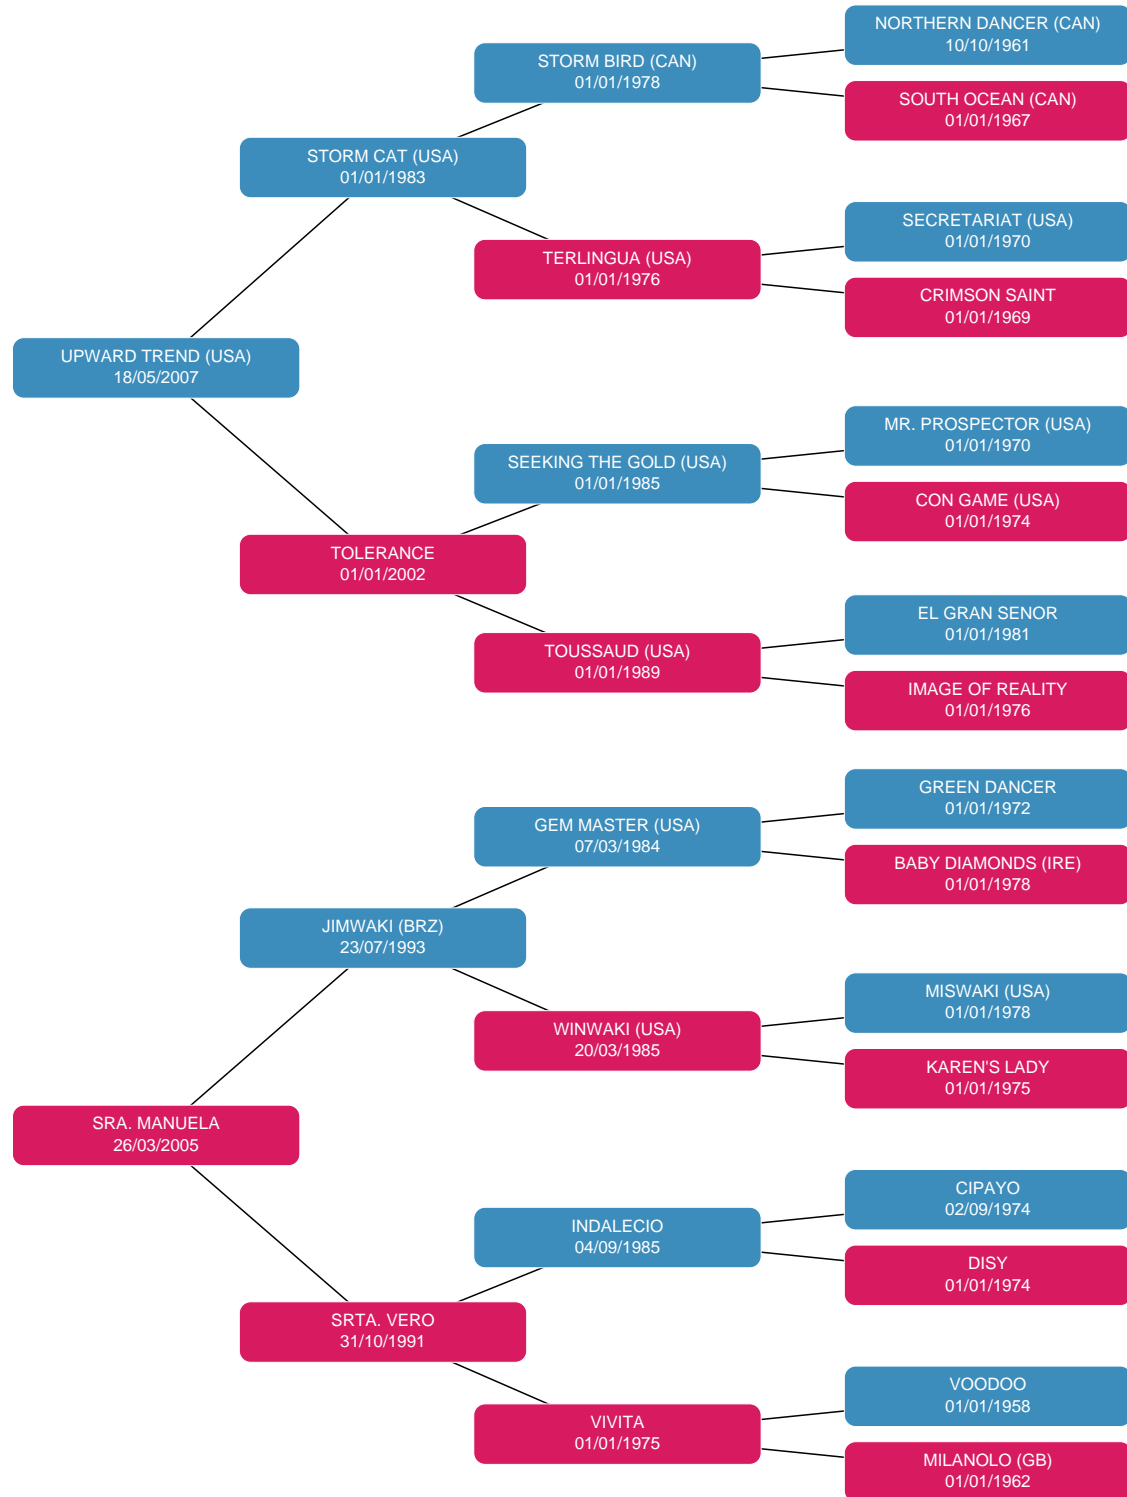 NORTHERN DANCER (CAN)
10/10/1961
STORM BIRD (CAN)
01/01/1978
SOUTH OCEAN (CAN)
01/01/1967
STORM CAT (USA)
01/01/1983
SECRETARIAT (USA)
01/01/1970
TERLINGUA (USA)
01/01/1976
CRIMSON SAINT
01/01/1969
UPWARD TREND (USA)
18/05/2007
MR. PROSPECTOR (USA)
01/01/1970
SEEKING THE GOLD (USA)
01/01/1985
CON GAME (USA)
01/01/1974
TOLERANCE
01/01/2002
EL GRAN SENOR
01/01/1981
TOUSSAUD (USA)
01/01/1989
IMAGE OF REALITY
01/01/1976
GREEN DANCER
01/01/1972
GEM MASTER (USA)
07/03/1984
BABY DIAMONDS (IRE)
01/01/1978
JIMWAKI (BRZ)
23/07/1993
MISWAKI (USA)
01/01/1978
WINWAKI (USA)
20/03/1985
KAREN'S LADY
01/01/1975
SRA. MANUELA
26/03/2005
CIPAYO
02/09/1974
INDALECIO
04/09/1985
DISY
01/01/1974
SRTA. VERO
31/10/1991
VOODOO
01/01/1958
VIVITA
01/01/1975
MILANOLO (GB)
01/01/1962